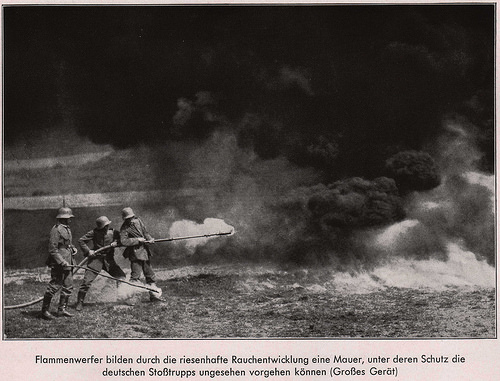 Flammenwerfer bilden durch die riesenhafte Rauchentwicklung eine Mauer, unter deren Schutz die
deutschen Stoßtrupps ungesehen vorgehen können (Großes Gerät)